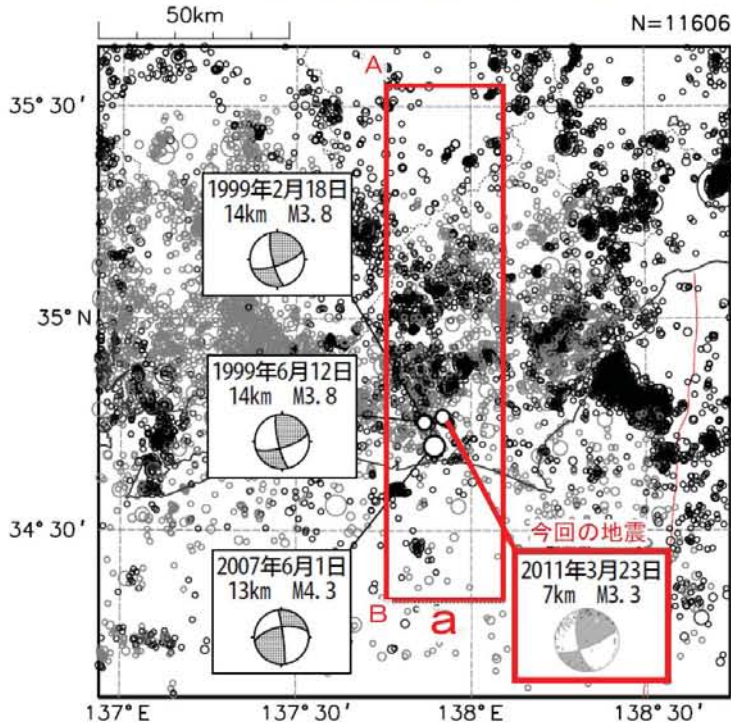 50km
N=11606
A
35°30′
1999年2月18日
14km M3.8
35°N
1999年6月12日
14km M3.8
34°30′
今回の地震
2007年6月1日
13km M4.3
2011年3月23日
7km M3.3
B
a
137°E
137°30′
138°E
138°30′